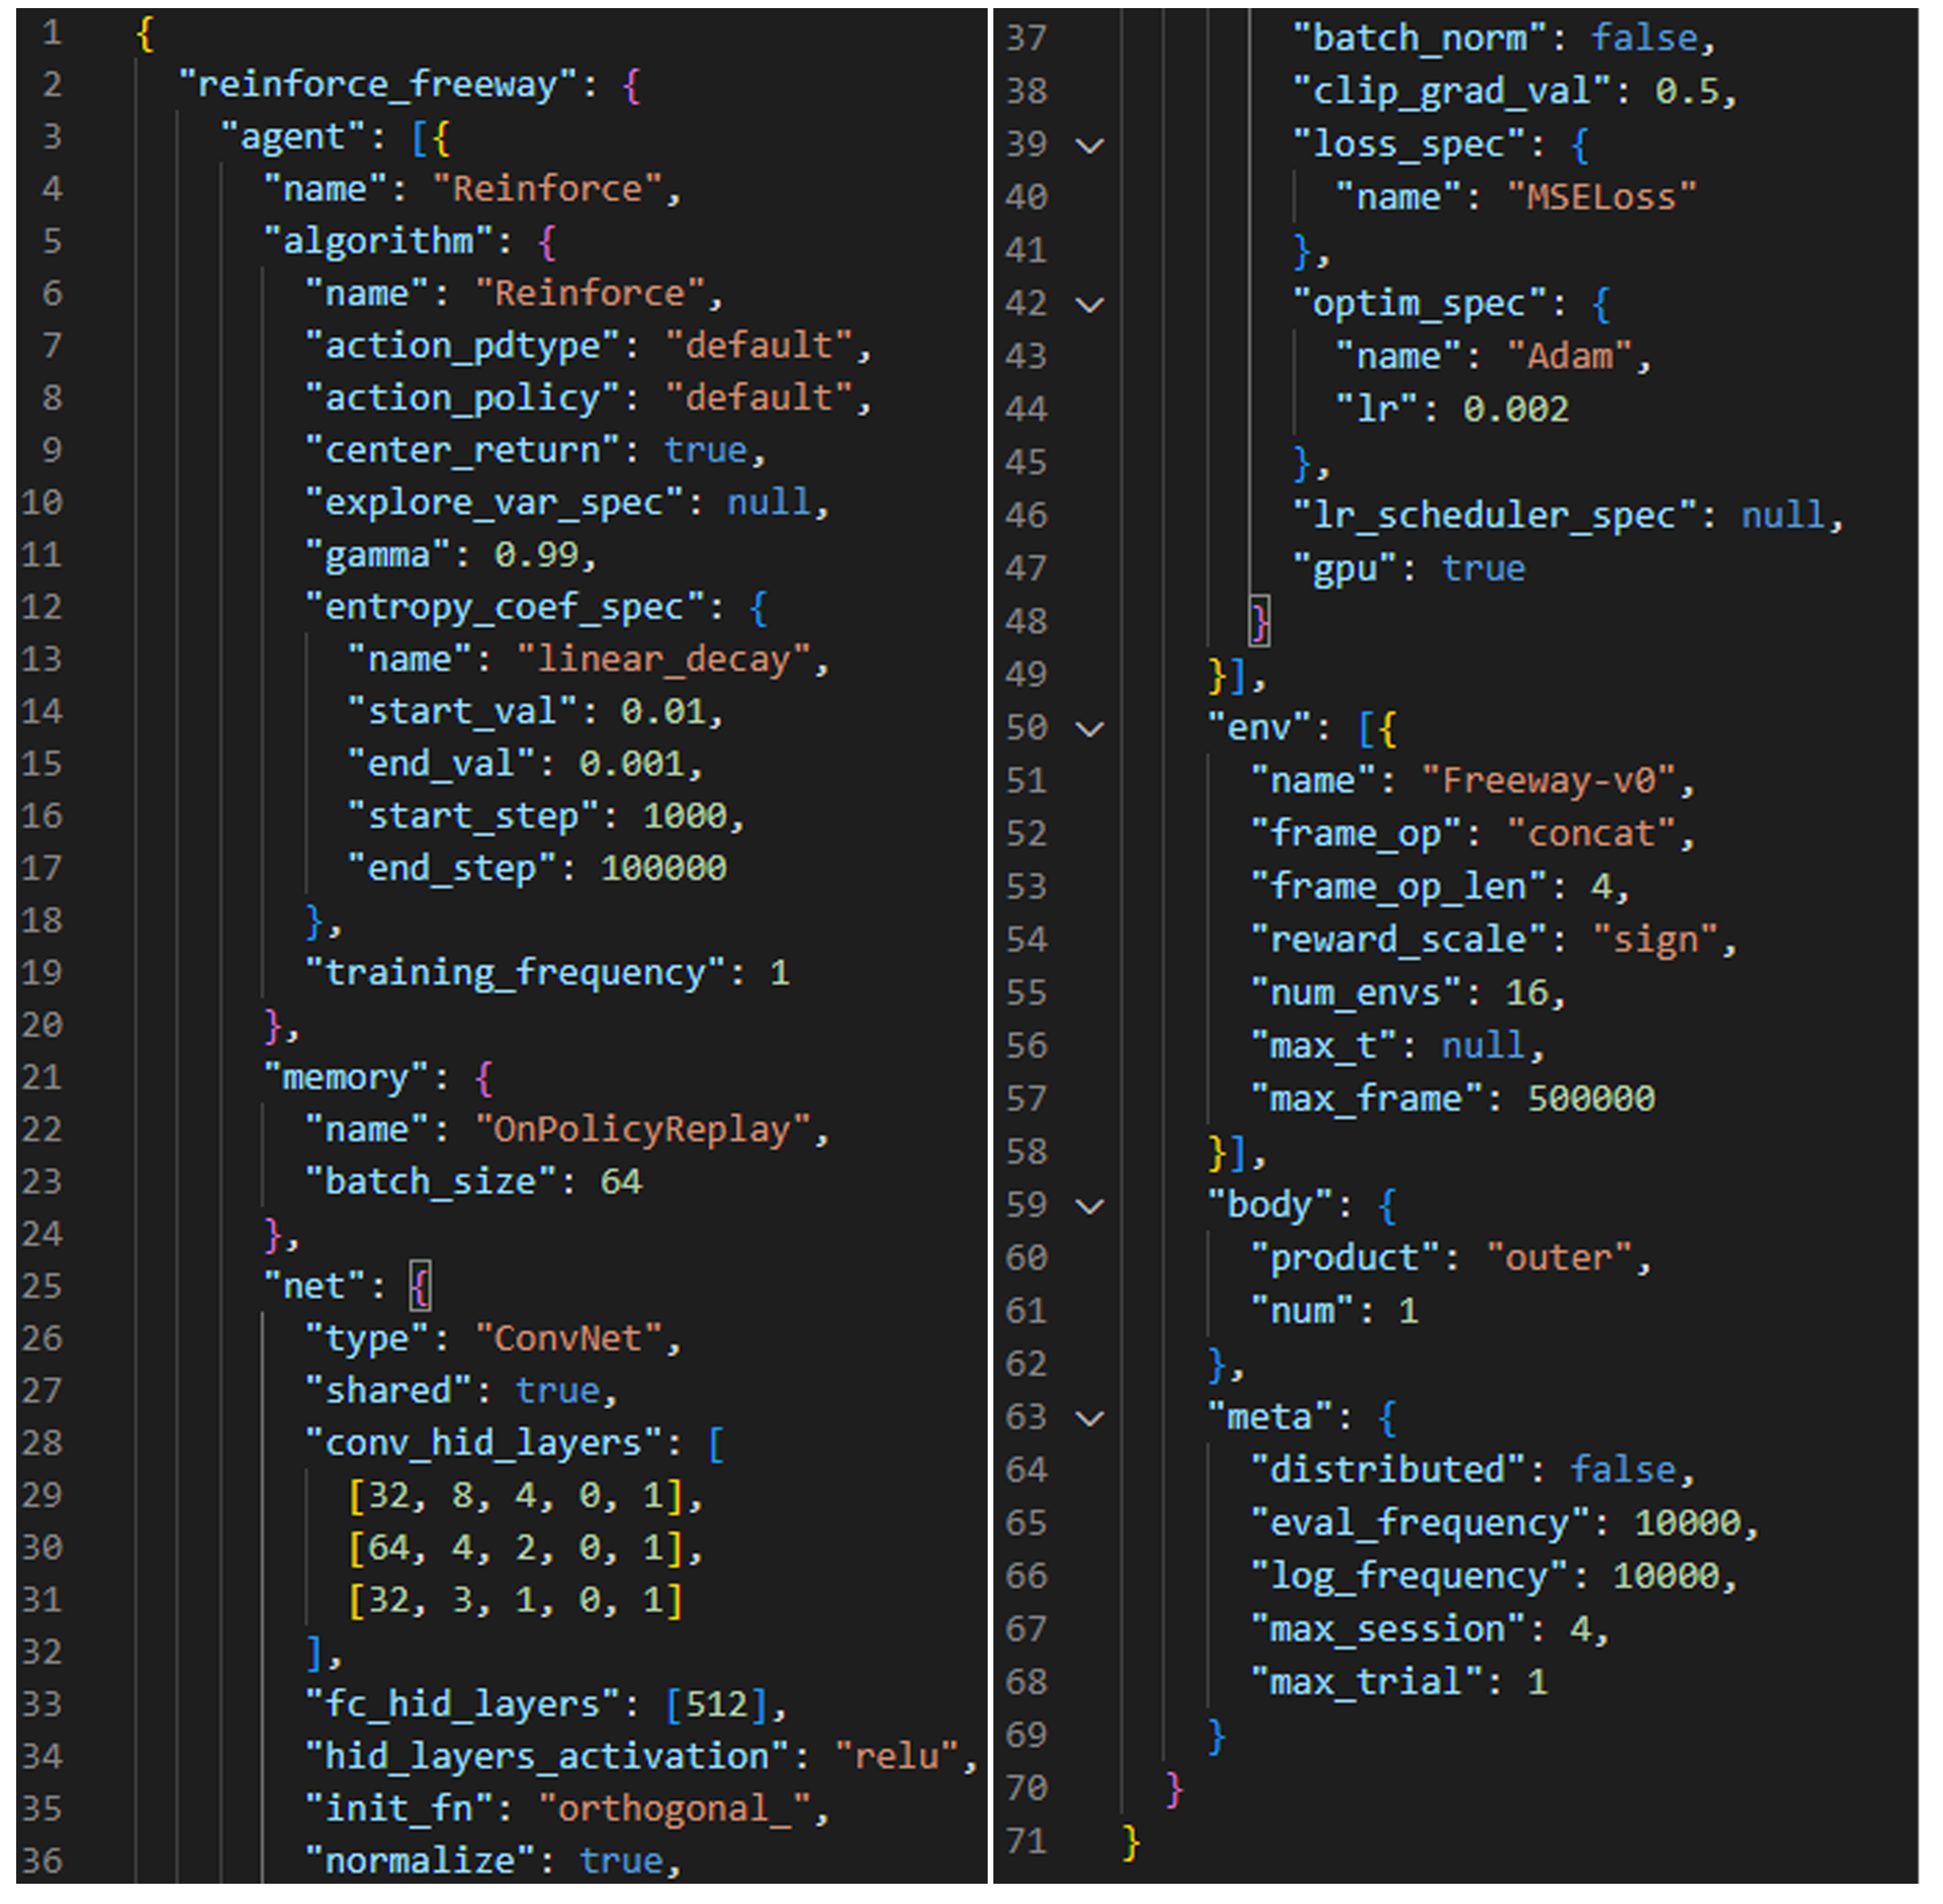 1 {
2 "reinforce_freeway": {
3 "agent": [{
4 "name": "Reinforce",
5 "algorithm": {
6 "name": "Reinforce",
7 "action_pdtype": "default",
8 "action_policy": "default",
9 "center_return": true,
10 "explore_var_spec": null,
11 "gamma": 0.99,
12 "entropy_coef_spec": {
13 "name": "linear_decay",
14 "start_val": 0.01,
15 "end_val": 0.001,
16 "start_step": 1000,
17 "end_step": 100000
18 },
19 "training_frequency": 1
20 },
21 "memory": {
22 "name": "OnPolicyReplay",
23 "batch_size": 64
24 },
25 "net": {
26 "type": "ConvNet",
27 "shared": true,
28 "conv_hid_layers": [
29 [32, 8, 4, 0, 1],
30 [64, 4, 2, 0, 1],
31 [32, 3, 1, 0, 1]
32 ],
33 "fc_hid_layers": [512],
34 "hid_layers_activation": "relu",
35 "init_fn": "orthogonal_",
36 "normalize": true,
37 "batch_norm": false,
38 "clip_grad_val": 0.5,
39 "loss_spec": {
40 "name": "MSELoss"
41 },
42 "optim_spec": {
43 "name": "Adam",
44 "lr": 0.002
45 },
46 "lr_scheduler_spec": null,
47 "gpu": true
48 }
49 }],
50 "env": [{
51 "name": "Freeway-v0",
52 "frame_op": "concat",
53 "frame_op_len": 4,
54 "reward_scale": "sign",
55 "num_envs": 16,
56 "max_t": null,
57 "max_frame": 500000
58 }],
59 "body": {
60 "product": "outer",
61 "num": 1
62 },
63 "meta": {
64 "distributed": false,
65 "eval_frequency": 10000,
66 "log_frequency": 10000,
67 "max_session": 4,
68 "max_trial": 1
69 }
70 }
71 }